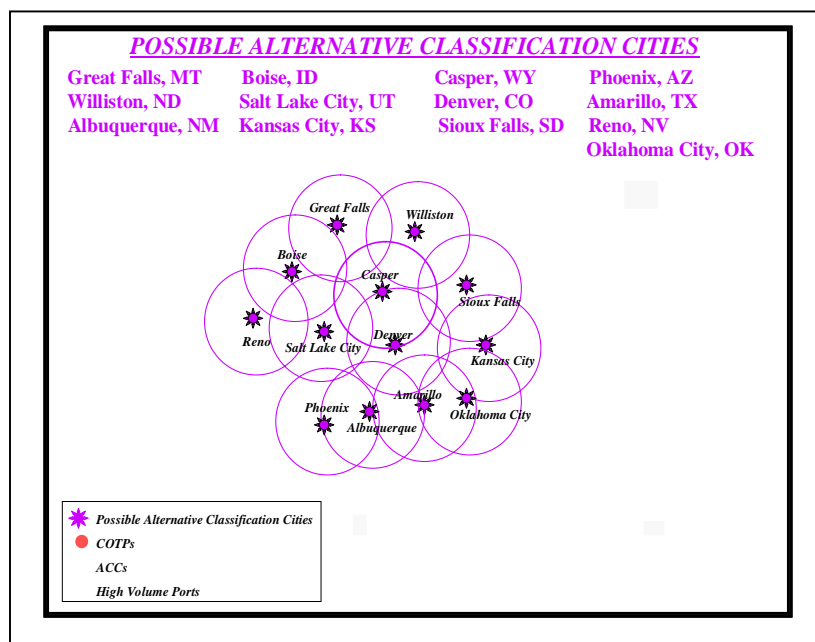 POSSIBLE ALTERNATIVE CLASSIFICATION CITIES
Great Falls, MT Boise, ID Casper, WY Phoenix, AZ
Williston, ND Salt Lake City, UT Denver, CO Amarillo, TX
Albuquerque, NM Kansas City, KS Sioux Falls, SD Reno, NV
Oklahoma City, OK
Great Falls
Williston
Boise
Casper
Sioux Falls
Reno
Salt Lake City
Denver
Kansas City
Phoenix
Albuquerque
Amarillo
Oklahoma City
Possible Alternative Classification Cities
COTPs
ACCs
High Volume Ports